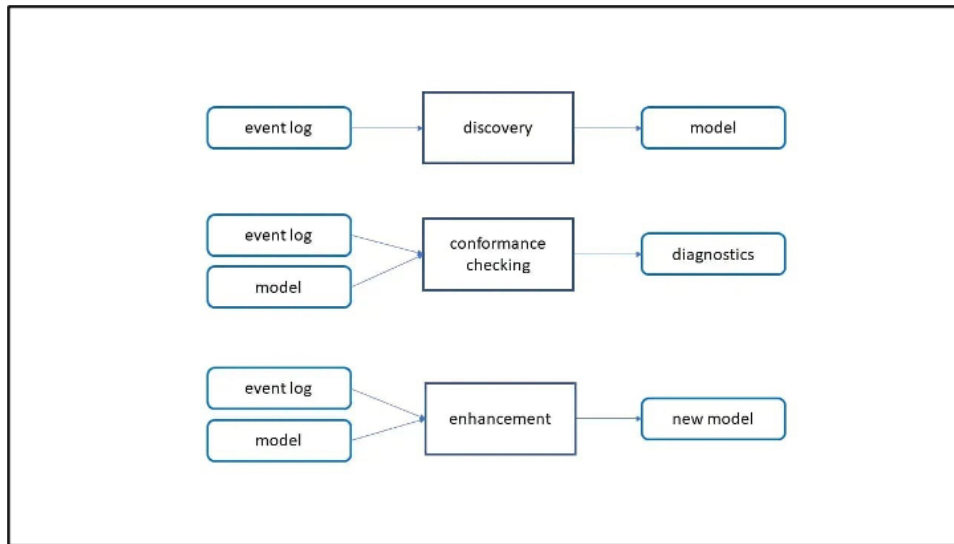 event log
discovery
model
event log
model
conformance
checking
diagnostics
event log
model
enhancement
new model